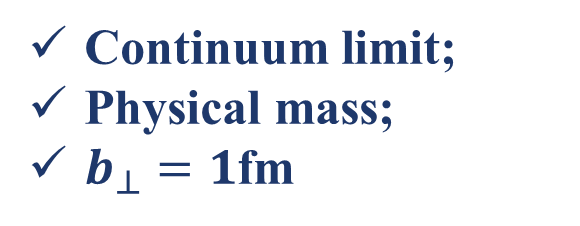 ✓ Continuum limit;
✓ Physical mass;
✓ b⊥ = 1fm